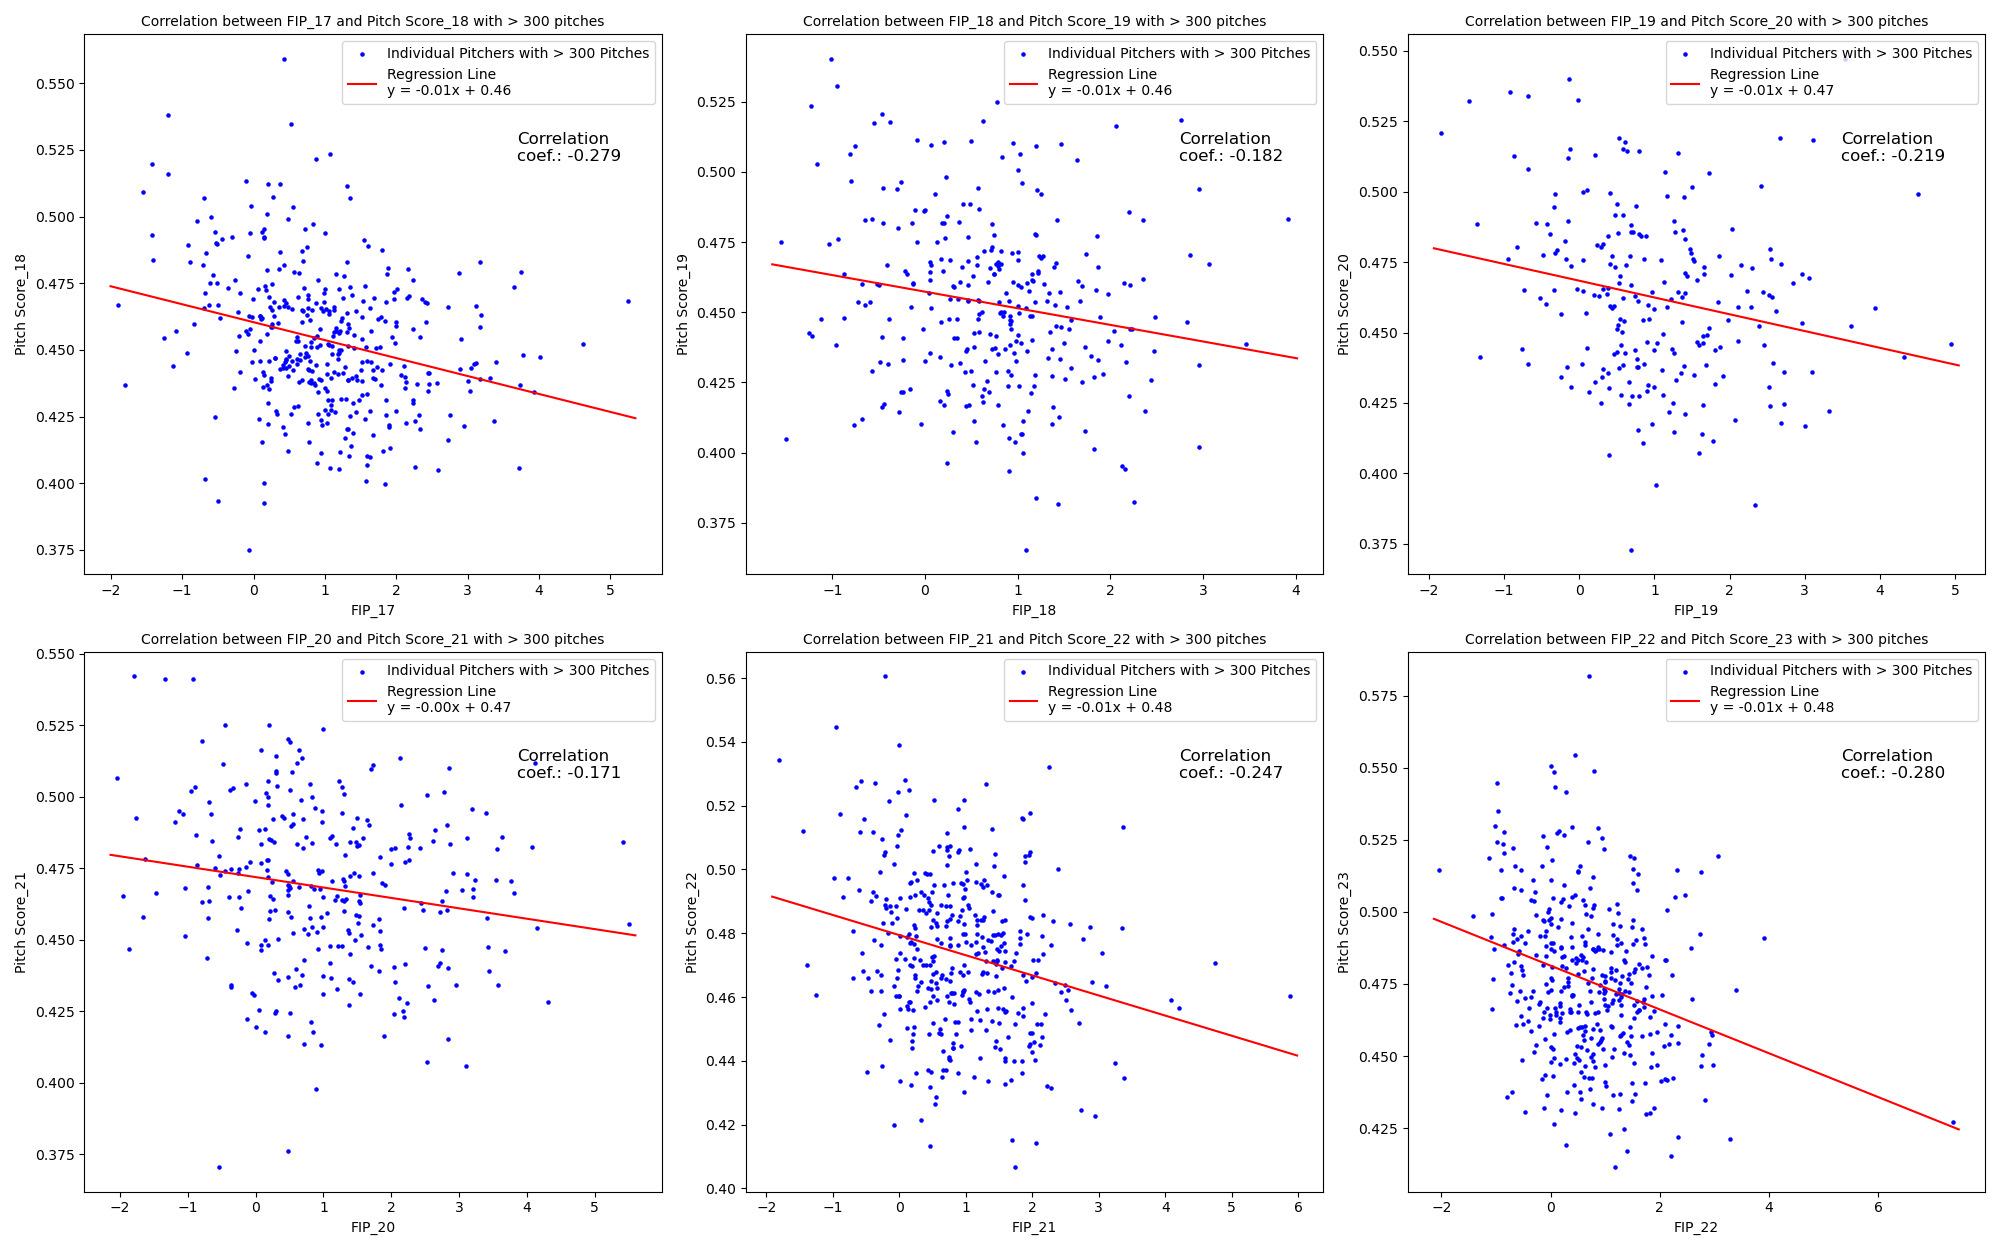 Correlation between FIP_17 and Pitch Score_18 with > 300 pitches
Individual Pitchers with > 300 Pitches
Regression Line
y = -0.01x + 0.46
Correlation
coef.: -0.279
0.550
0.525
0.500
0.475
0.450
0.425
0.400
0.375
Pitch Score_18
−2 −1 0 1 2 3 4 5
FIP_17
Correlation between FIP_18 and Pitch Score_19 with > 300 pitches
Individual Pitchers with > 300 Pitches
Regression Line
y = -0.01x + 0.46
Correlation
coef.: -0.182
0.525
0.500
0.475
0.450
0.425
0.400
0.375
Pitch Score_19
−1 0 1 2 3 4
FIP_18
Correlation between FIP_19 and Pitch Score_20 with > 300 pitches
Individual Pitchers with > 300 Pitches
Regression Line
y = -0.01x + 0.47
Correlation
coef.: -0.219
0.550
0.525
0.500
0.475
0.450
0.425
0.400
0.375
Pitch Score_20
−2 −1 0 1 2 3 4 5
FIP_19
Correlation between FIP_20 and Pitch Score_21 with > 300 pitches
Individual Pitchers with > 300 Pitches
Regression Line
y = -0.00x + 0.47
Correlation
coef.: -0.171
0.550
0.525
0.500
0.475
0.450
0.425
0.400
0.375
Pitch Score_21
−2 −1 0 1 2 3 4 5
FIP_20
Correlation between FIP_21 and Pitch Score_22 with > 300 pitches
Individual Pitchers with > 300 Pitches
Regression Line
y = -0.01x + 0.48
Correlation
coef.: -0.247
0.56
0.54
0.52
0.50
0.48
0.46
0.44
0.42
0.40
Pitch Score_22
−2 −1 0 1 2 3 4 5 6
FIP_21
Correlation between FIP_22 and Pitch Score_23 with > 300 pitches
Individual Pitchers with > 300 Pitches
Regression Line
y = -0.01x + 0.48
Correlation
coef.: -0.280
0.575
0.550
0.525
0.500
0.475
0.450
0.425
Pitch Score_23
−2 0 2 4 6
FIP_22